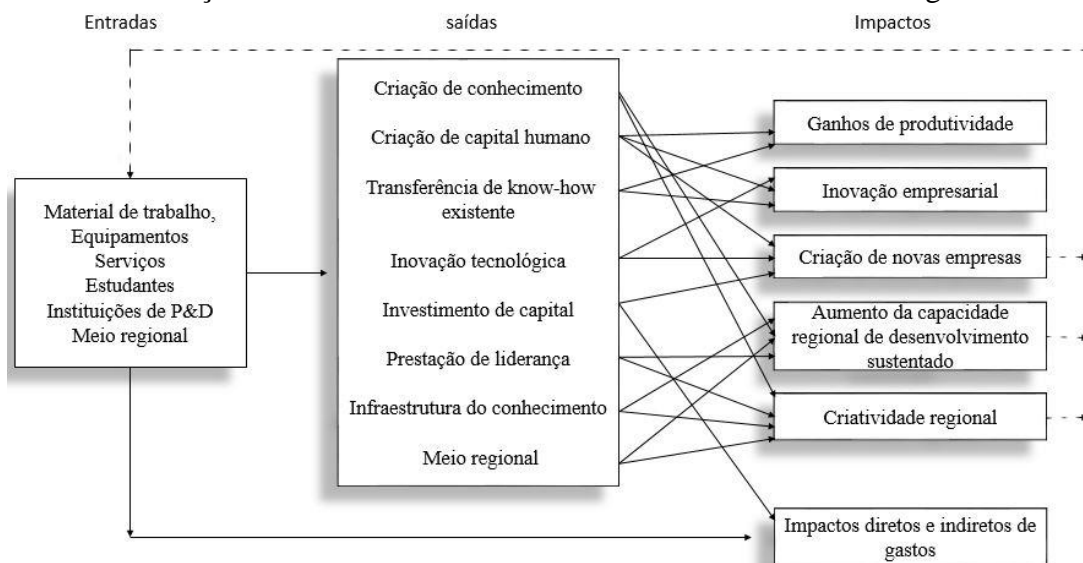 Entradas
saídas
Impactos
Material de trabalho,
Equipamentos
Serviços
Estudantes
Instituições de P&D
Meio regional
Criação de conhecimento
Criação de capital humano
Transferência de know-how
existente
Inovação tecnológica
Investimento de capital
Prestação de liderança
Infraestrutura do conhecimento
Meio regional
Ganhos de produtividade
Inovação empresarial
Criação de novas empresas
Aumento da capacidade
regional de desenvolvimento
sustentado
Criatividade regional
Impactos diretos e indiretos de
gastos